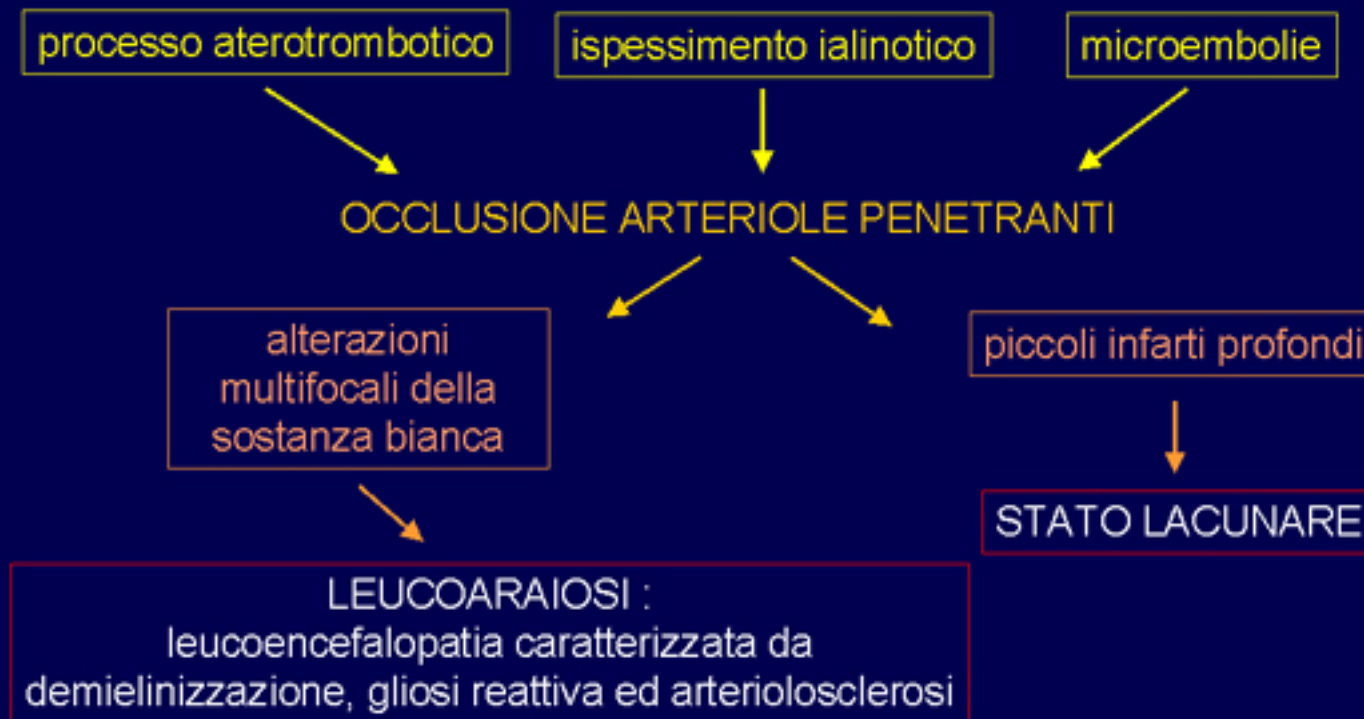 processo aterotrombotico
ispessimento ialinotico
microembolie
OCCLUSIONE ARTERIOLE PENETRANTI
alterazioni
multifocali della
sostanza bianca
piccoli infarti profondi
STATO LACUNARE
LEUCOARAIOSI :
leucoencefalopatia caratterizzata da
demielinizzazione, gliosi reattiva ed arteriolosclerosi